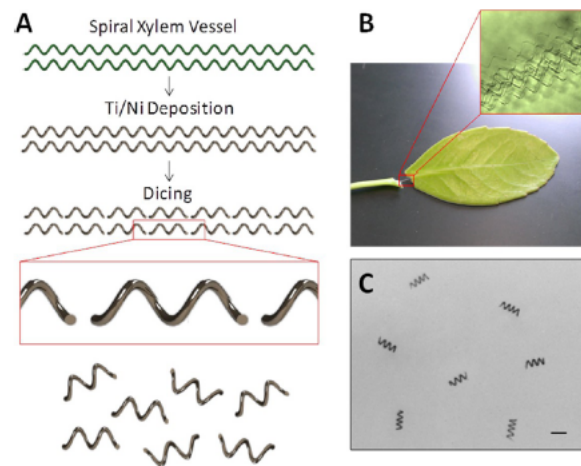 A
Spiral Xylem Vessel
Ti/Ni Deposition
Dicing
B
C